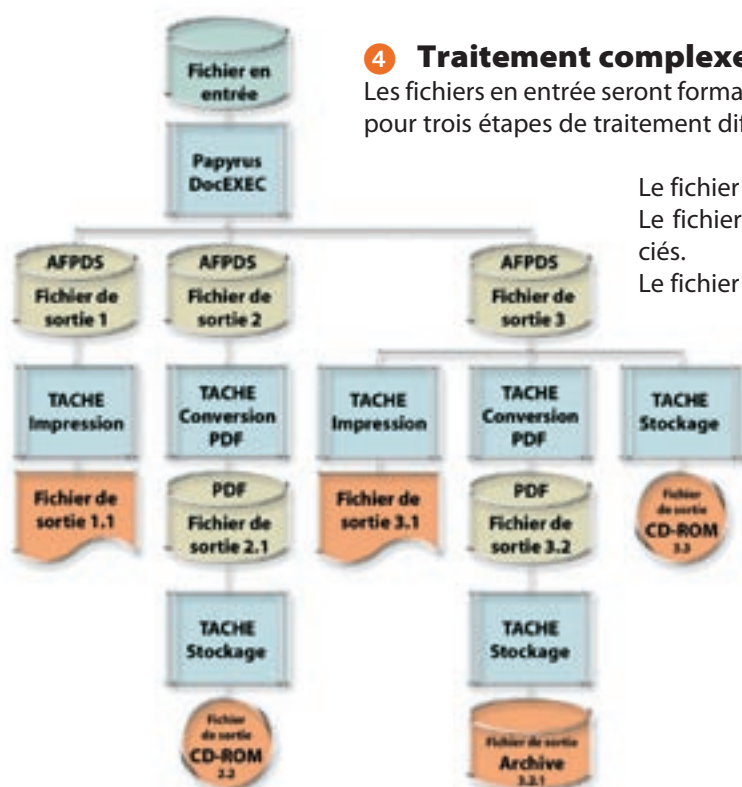 Fichier en
entrée
4 Traitement complexe
Les fichiers en entrée seront forma
pour trois étapes de traitement dif
Papyrus
DocEXEC
Le fichier
Le fichier
ciés.
Le fichier
AFPDS
Fichier de
sortie 1
AFPDS
Fichier de
sortie 2
AFPDS
Fichier de
sortie 3
TACHE
Impression
TACHE
Conversion
PDF
TACHE
Impression
TACHE
Conversion
PDF
TACHE
Stockage
Fichier de
sortie 1.1
PDF
Fichier de
sortie 2.1
Fichier de
sortie 3.1
PDF
Fichier de
sortie 3.2
Fichier
de sortie
CD-ROM
3.3
TACHE
Stockage
TACHE
Stockage
Fichier
de sortie
CD-ROM
2.2
Fichier de sortie
Archive